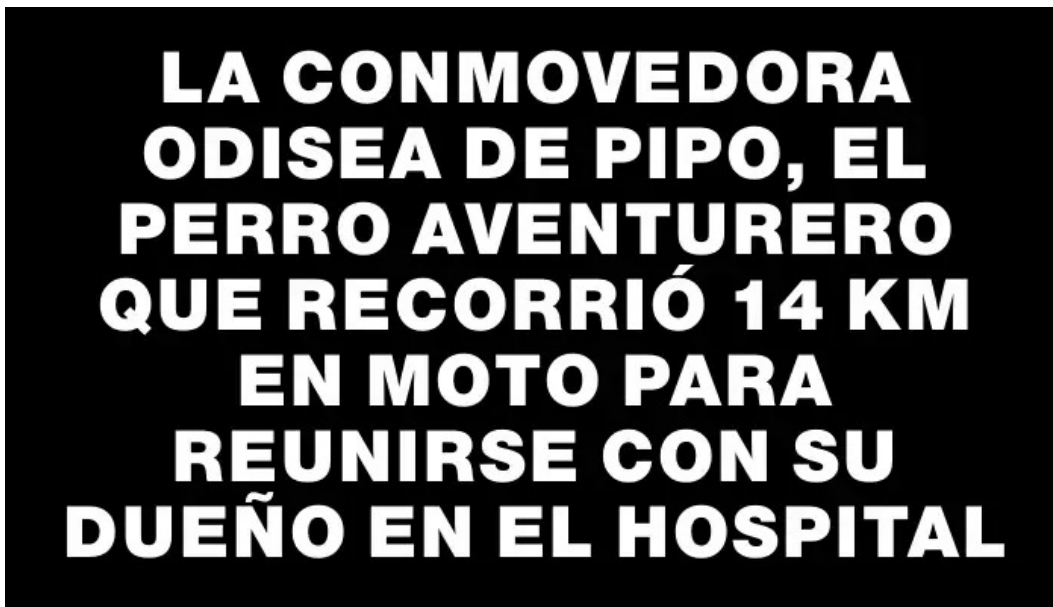 LA CONMOVEDORA
ODISEA DE PIPO, EL
PERRO AVENTURERO
QUE RECORRIÓ 14 KM
EN MOTO PARA
REUNIRSE CON SU
DUEÑO EN EL HOSPITAL